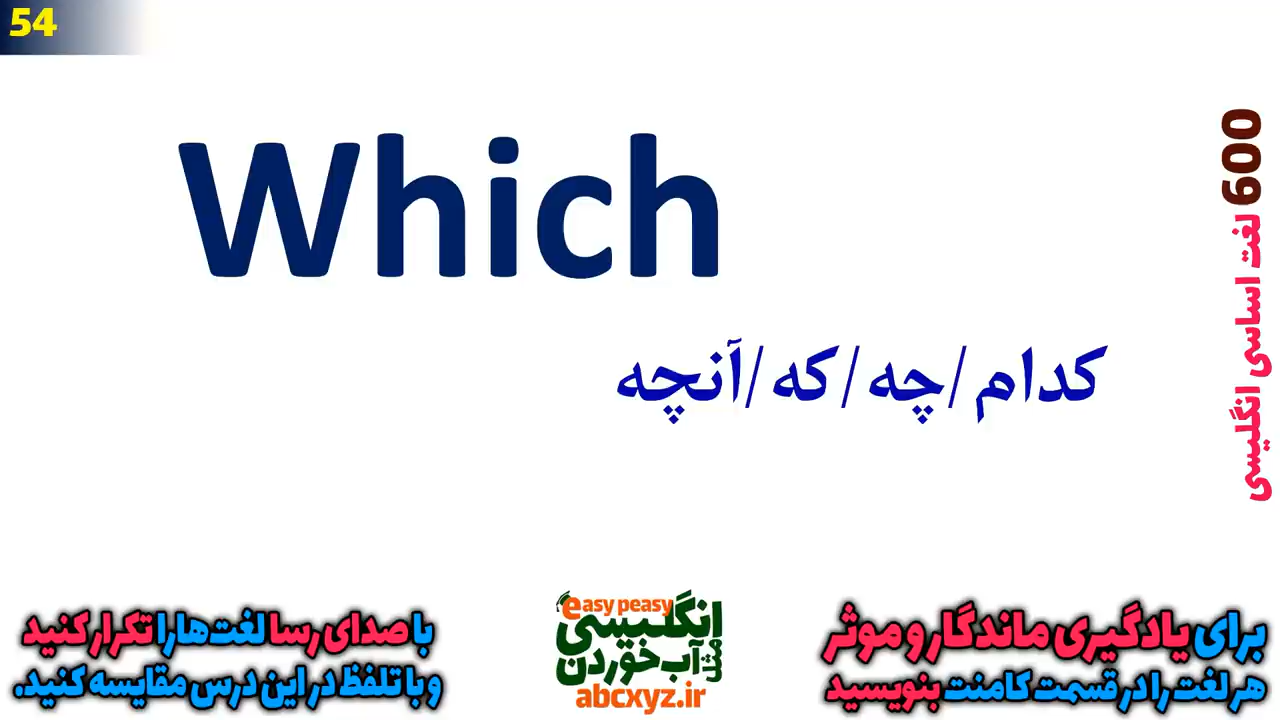 54
Which
کدام/چه/که/آنچه
600 لغت اساسی انگلیسی
برای یادگیری ماندگار و موثر
هر لغت را در قسمت کامنت بنویسید
easy peasy
انگلیسی
مثل آب خوردن
abcxyz.ir
با صدای رسا لغت‌ها را تکرار کنید
و با تلفظ در این درس مقایسه کنید.